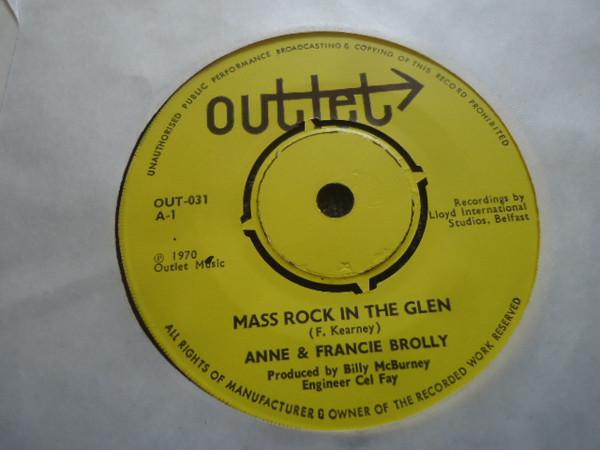 UNAUTHORISED PUBLIC PERFORMANCE BROADCASTING & COPYING OF THIS RECORD PROHIBITED
outlet
OUT-031
A-1
Recordings by
Lloyd International
Studios, Belfast
℗ 1970
Outlet Music
MASS ROCK IN THE GLEN
(F. Kearney)
ANNE & FRANCIE BROLLY
Produced by Billy McBurney
Engineer Cel Fay
ALL RIGHTS OF MANUFACTURER & OWNER OF THE RECORDED WORK RESERVED